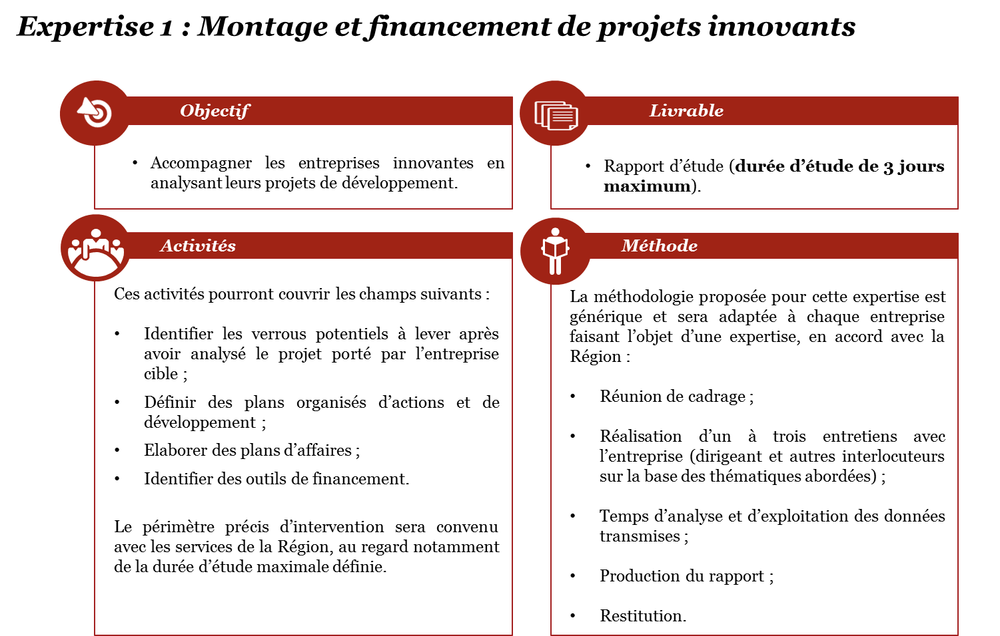 Expertise 1 : Montage et financement de projets innovants
Objectif
• Accompagner les entreprises innovantes en
analysant leurs projets de développement.
Livrable
• Rapport d’étude (durée d’étude de 3 jours
maximum).
Activités
Ces activités pourront couvrir les champs suivants :
• Identifier les verrous potentiels à lever après
avoir analysé le projet porté par l’entreprise
cible ;
• Définir des plans organisés d’actions et de
développement ;
• Elaborer des plans d’affaires ;
• Identifier des outils de financement.
Le périmètre précis d’intervention sera convenu
avec les services de la Région, au regard notamment
de la durée d’étude maximale définie.
Méthode
La méthodologie proposée pour cette expertise est
générique et sera adaptée à chaque entreprise
faisant l’objet d’une expertise, en accord avec la
Région :
• Réunion de cadrage ;
• Réalisation d’un à trois entretiens avec
l’entreprise (dirigeant et autres interlocuteurs
sur la base des thématiques abordées) ;
• Temps d’analyse et d’exploitation des données
transmises ;
• Production du rapport ;
• Restitution.